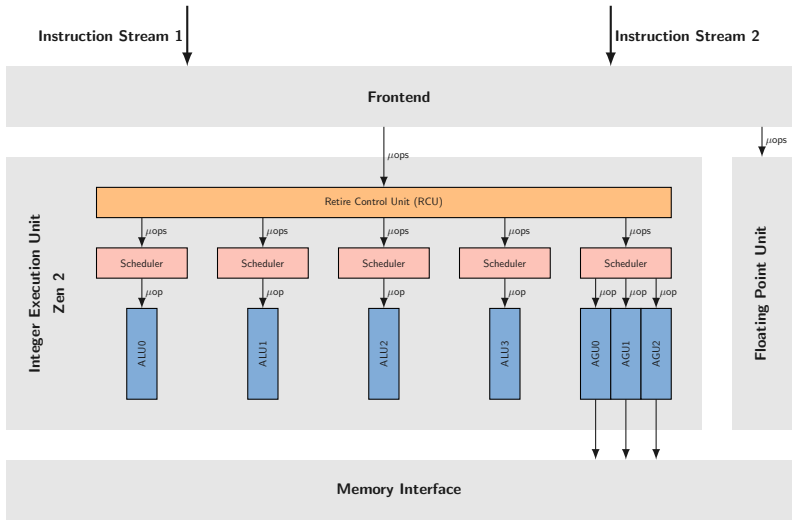 Instruction Stream 1
Instruction Stream 2
Frontend
μops
μops
Integer Execution Unit
Zen 2
Retire Control Unit (RCU)
μops
μops
μops
μops
μops
Scheduler
Scheduler
Scheduler
Scheduler
Scheduler
μop
μop
μop
μop
μop
μop
μop
ALU0
ALU1
ALU2
ALU3
AGU0
AGU1
AGU2
Floating Point Unit
Memory Interface